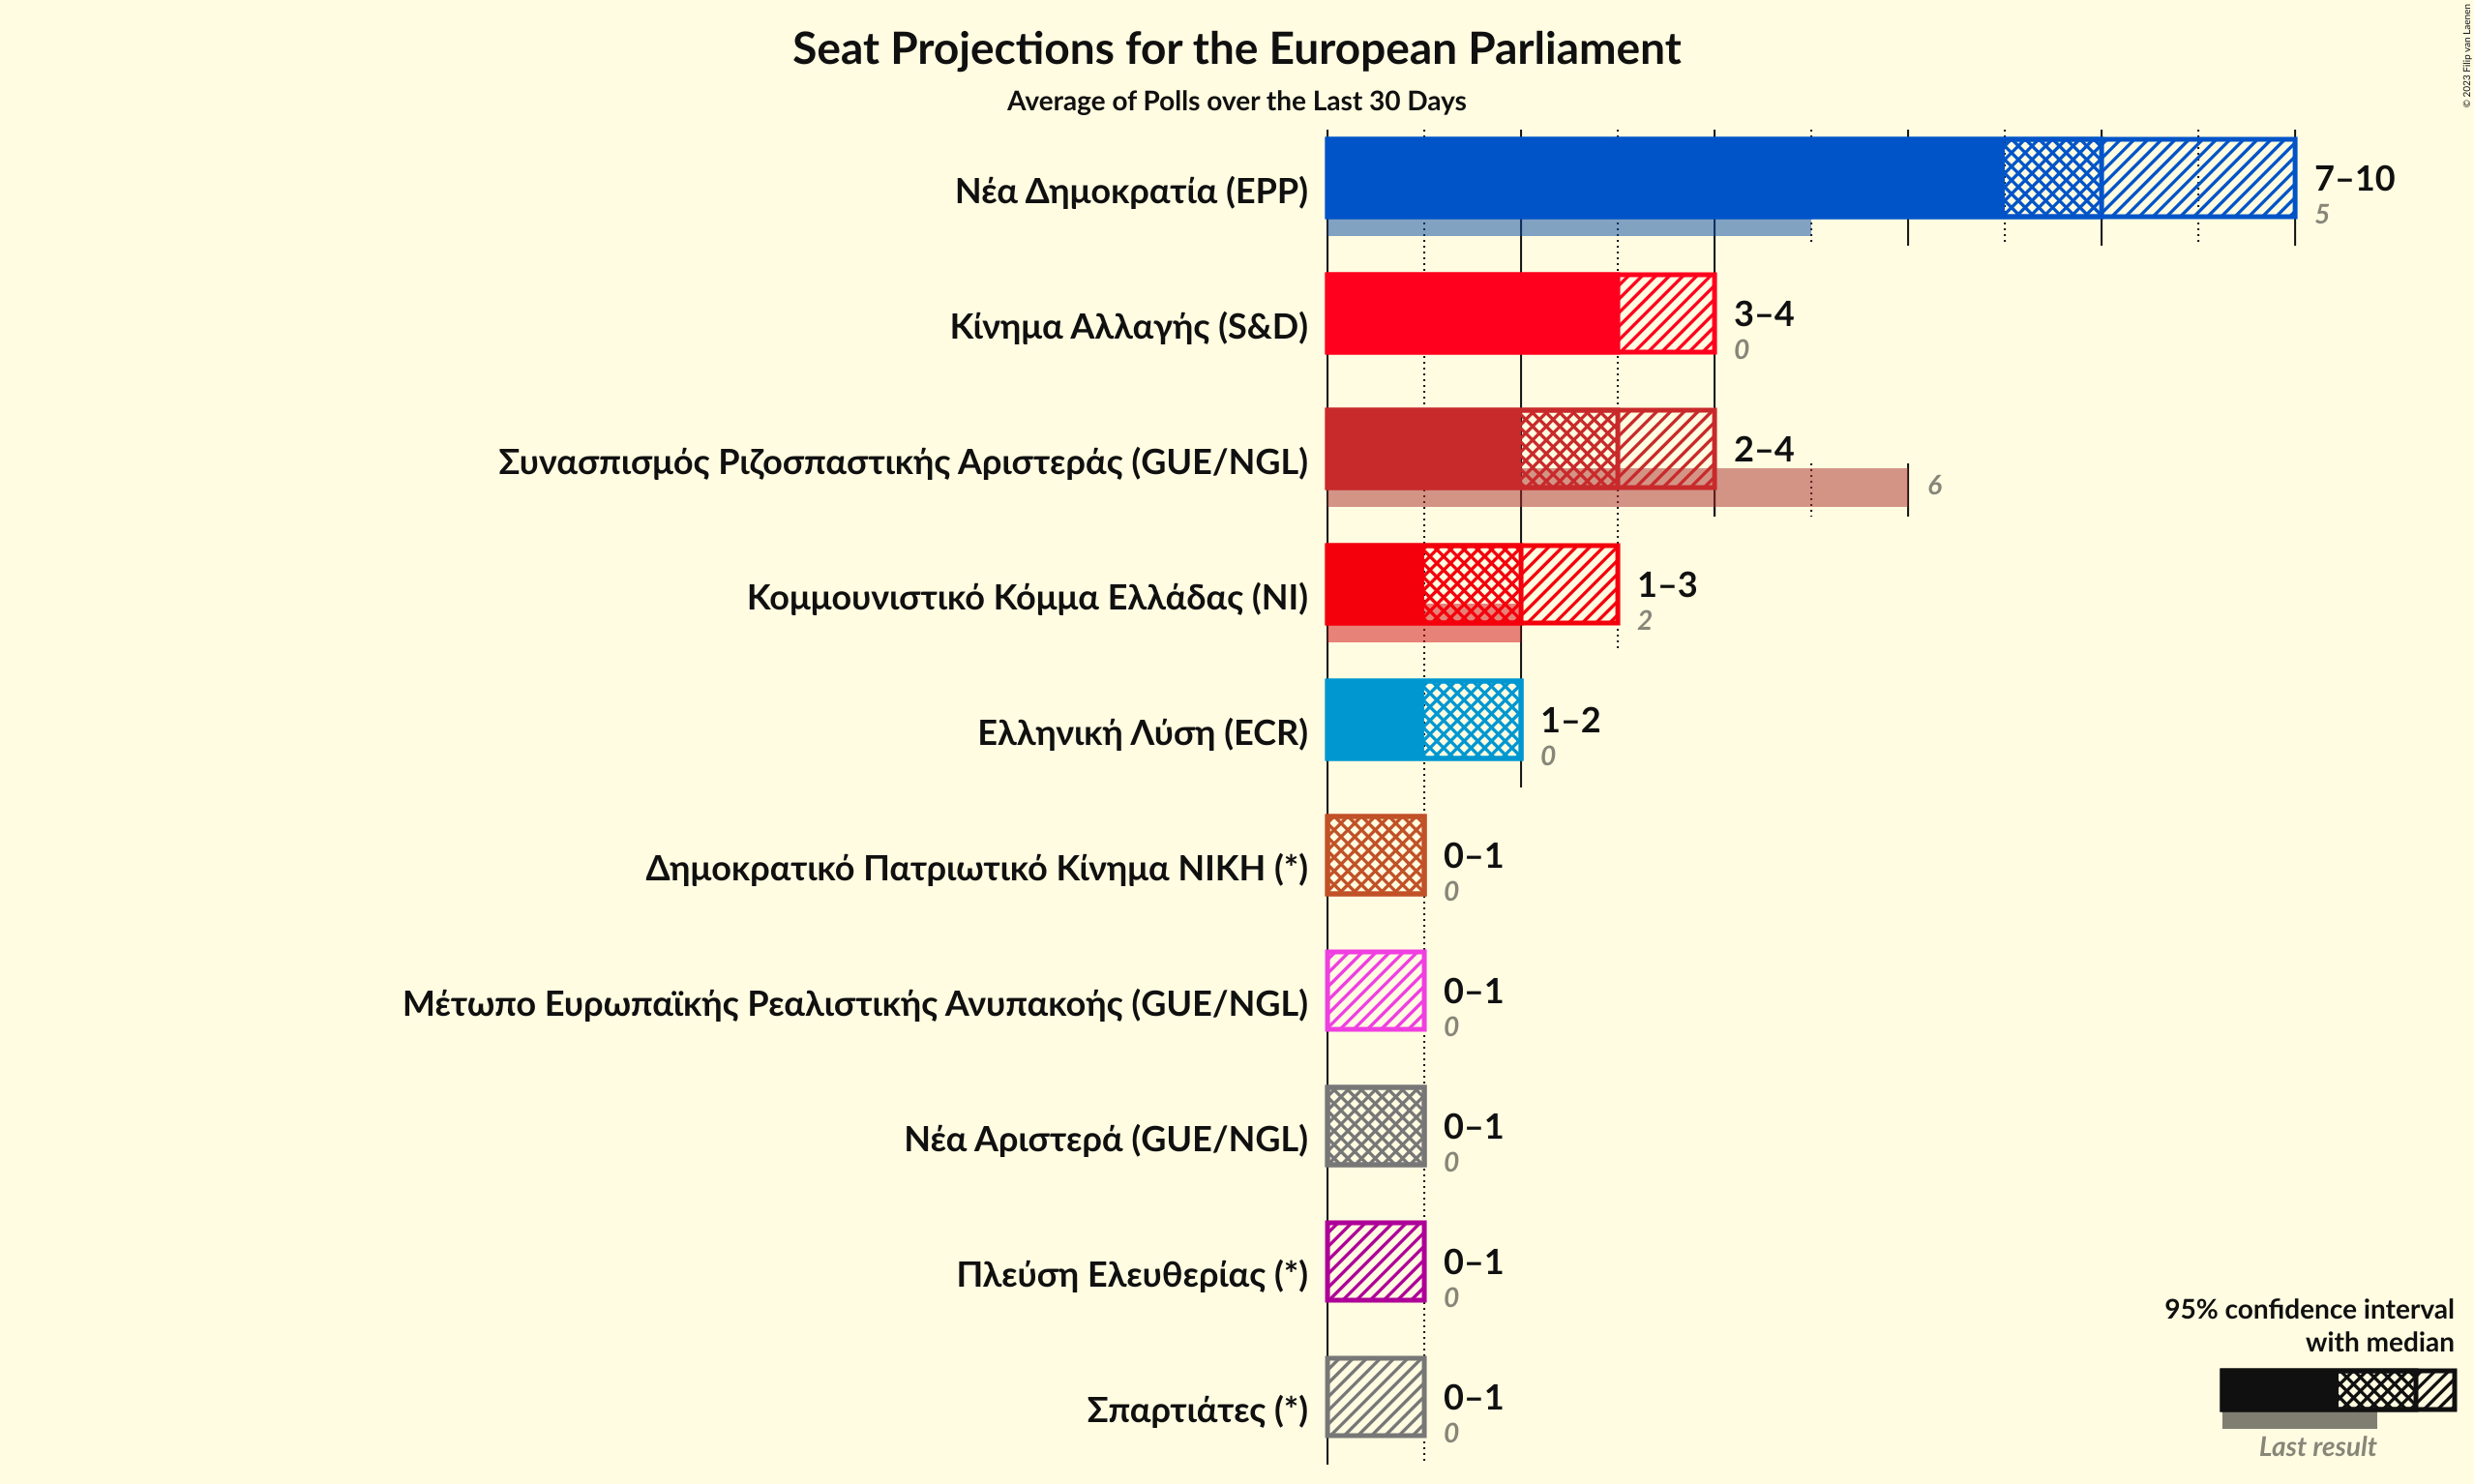 © 2023 Filip van Laenen
Seat Projections for the European Parliament
Average of Polls over the Last 30 Days
Νέα Δημοκρατία (EPP)
7–10
5
Κίνημα Αλλαγής (S&D)
3–4
0
Συνασπισμός Ριζοσπαστικής Αριστεράς (GUE/NGL)
2–4
6
Κομμουνιστικό Κόμμα Ελλάδας (NI)
1–3
2
Ελληνική Λύση (ECR)
1–2
0
Δημοκρατικό Πατριωτικό Κίνημα ΝΙΚΗ (*)
0–1
0
Μέτωπο Ευρωπαϊκής Ρεαλιστικής Ανυπακοής (GUE/NGL)
0–1
0
Νέα Αριστερά (GUE/NGL)
0–1
0
Πλεύση Ελευθερίας (*)
0–1
0
Σπαρτιάτες (*)
0–1
0
95% confidence interval
with median
Last result